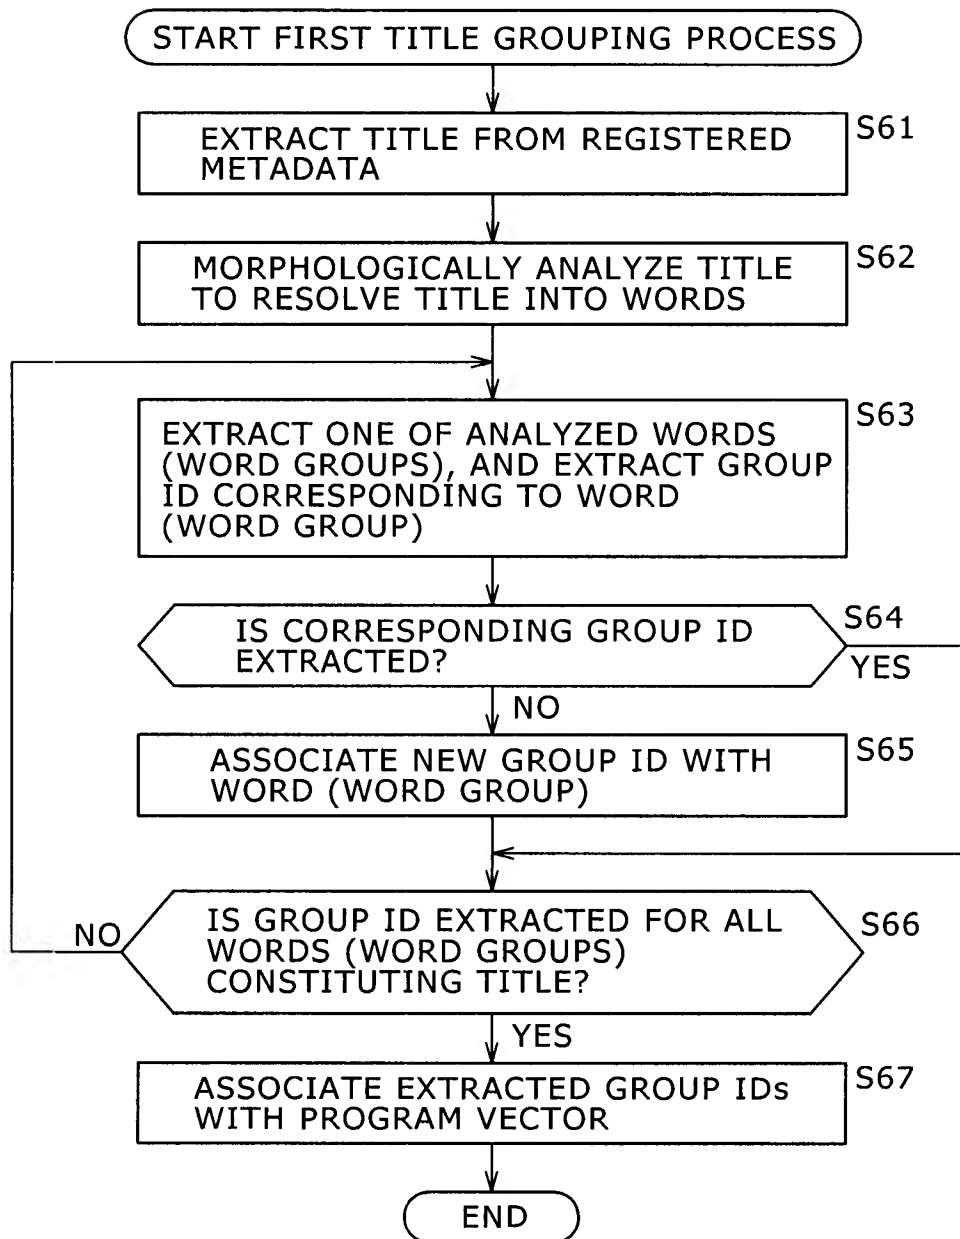 START FIRST TITLE GROUPING PROCESS
S61
EXTRACT TITLE FROM REGISTERED
METADATA
S62
MORPHOLOGICALLY ANALYZE TITLE
TO RESOLVE TITLE INTO WORDS
S63
EXTRACT ONE OF ANALYZED WORDS
(WORD GROUPS), AND EXTRACT GROUP
ID CORRESPONDING TO WORD
(WORD GROUP)
S64
IS CORRESPONDING GROUP ID
EXTRACTED?
YES
NO
S65
ASSOCIATE NEW GROUP ID WITH
WORD (WORD GROUP)
S66
IS GROUP ID EXTRACTED FOR ALL
WORDS (WORD GROUPS)
CONSTITUTING TITLE?
NO
YES
S67
ASSOCIATE EXTRACTED GROUP IDs
WITH PROGRAM VECTOR
END